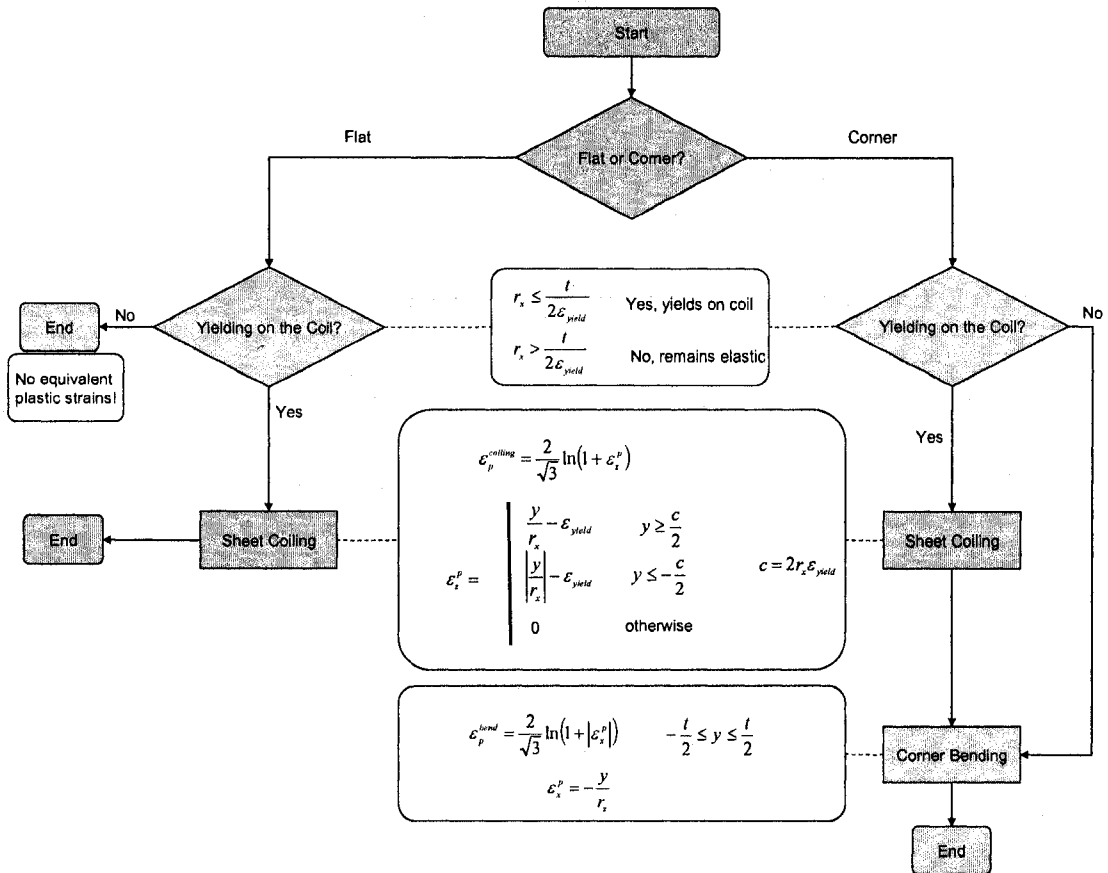 Start
Flat
Corner
Flat or Corner?
No
End
Yielding on the Coil?
r_x ≤ t / 2ε_yield Yes, yields on coil
r_x > t / 2ε_yield No, remains elastic
Yielding on the Coil?
No
No equivalent
plastic strains!
Yes
Yes
ε_p^coiling = 2/√3 ln(1 + ε_z^p)
End
Sheet Coiling
ε_z^p =
y/r_x − ε_yield y ≥ c/2
|y/r_x| − ε_yield y ≤ −c/2
0 otherwise
c = 2r_xε_yield
Sheet Coiling
ε_p^bend = 2/√3 ln(1 + |ε_x^p|) −t/2 ≤ y ≤ t/2
ε_x^p = −y/r_z
Corner Bending
End